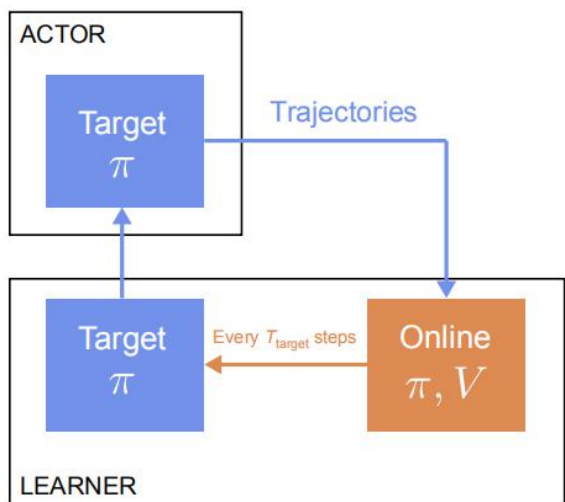 ACTOR
Target
π
Trajectories
Target
π
Every T_target steps
Online
π, V
LEARNER